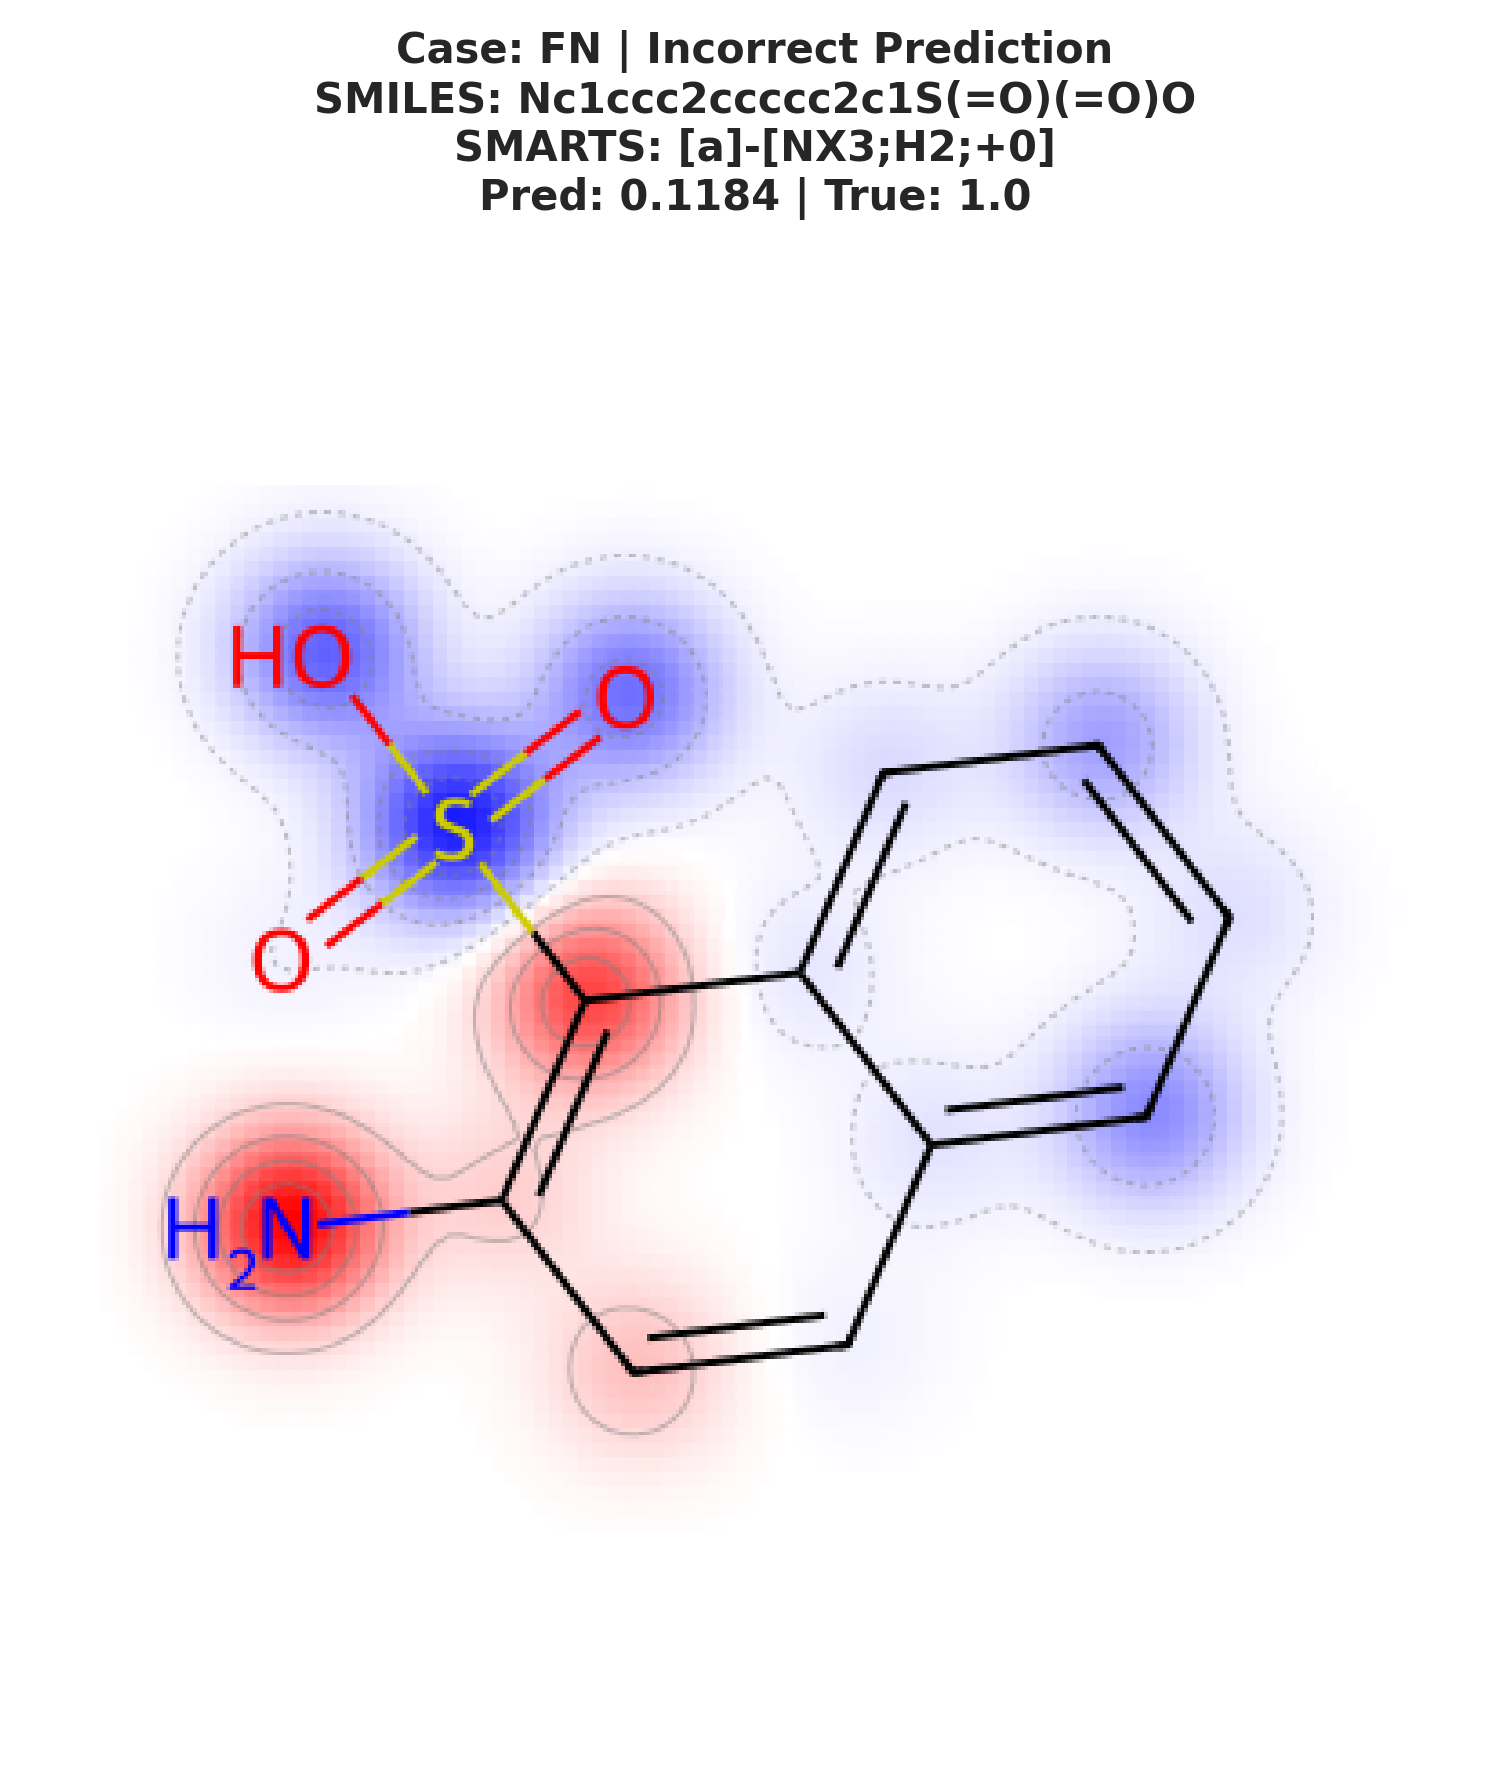 Case: FN | Incorrect Prediction
SMILES: Nc1ccc2ccccc2c1S(=O)(=O)O
SMARTS: [a]-[NX3;H2;+0]
Pred: 0.1184 | True: 1.0
HO
O
S
O
H2N